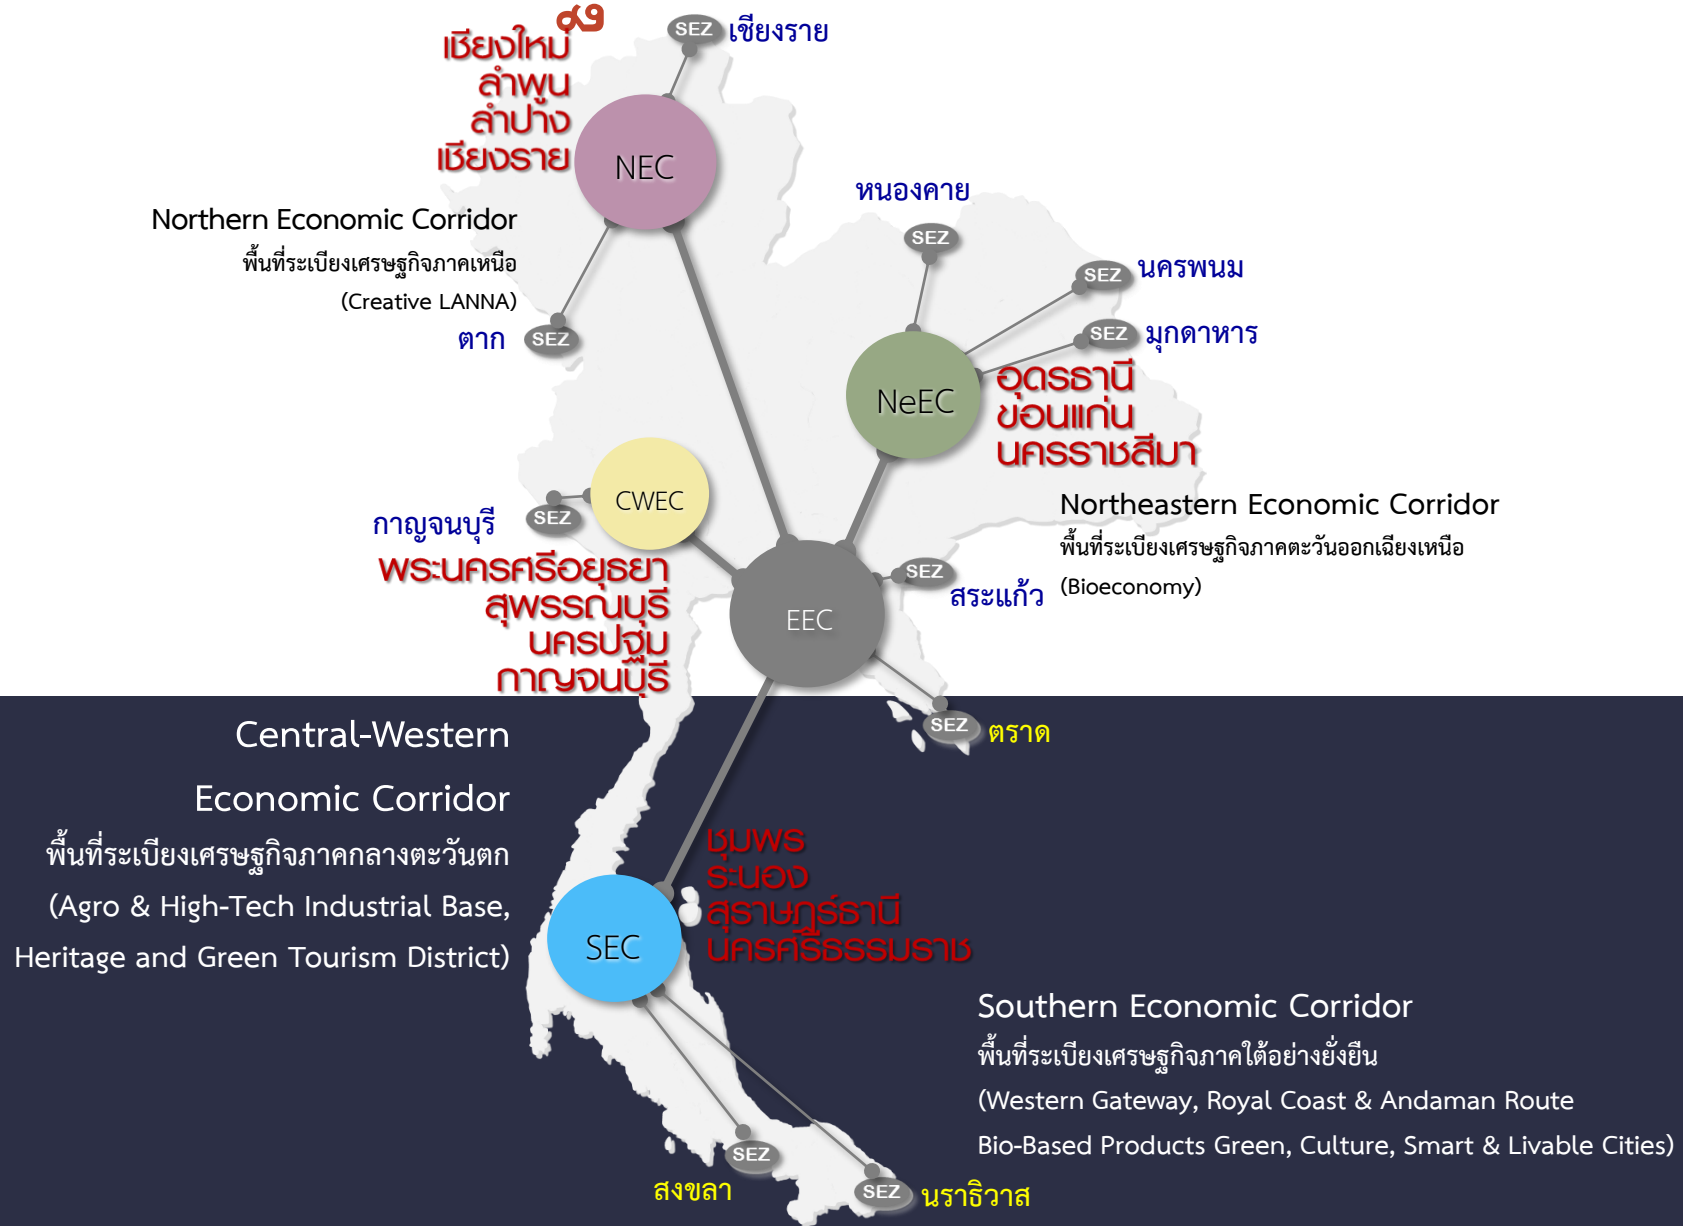 ๘๑
เชียงใหม่
ลำพูน
ลำปาง
เชียงราย
SEZ เชียงราย
NEC
Northern Economic Corridor
พื้นที่ระเบียงเศรษฐกิจภาคเหนือ
(Creative LANNA)
ตาก SEZ
หนองคาย
SEZ
SEZ นครพนม
SEZ มุกดาหาร
NeEC
อุดรธานี
ขอนแก่น
นครราชสีมา
Northeastern Economic Corridor
พื้นที่ระเบียงเศรษฐกิจภาคตะวันออกเฉียงเหนือ
(Bioeconomy)
CWEC
กาญจนบุรี SEZ
พระนครศรีอยุธยา
สุพรรณบุรี
นครปฐม
กาญจนบุรี
EEC
SEZ
สระแก้ว
SEZ ตราด
Central-Western
Economic Corridor
พื้นที่ระเบียงเศรษฐกิจภาคกลางตะวันตก
(Agro & High-Tech Industrial Base,
Heritage and Green Tourism District)
ชุมพร
ระนอง
สุราษฎร์ธานี
นครศรีธรรมราช
SEC
Southern Economic Corridor
พื้นที่ระเบียงเศรษฐกิจภาคใต้อย่างยั่งยืน
(Western Gateway, Royal Coast & Andaman Route
Bio-Based Products Green, Culture, Smart & Livable Cities)
SEZ
สงขลา
SEZ นราธิวาส